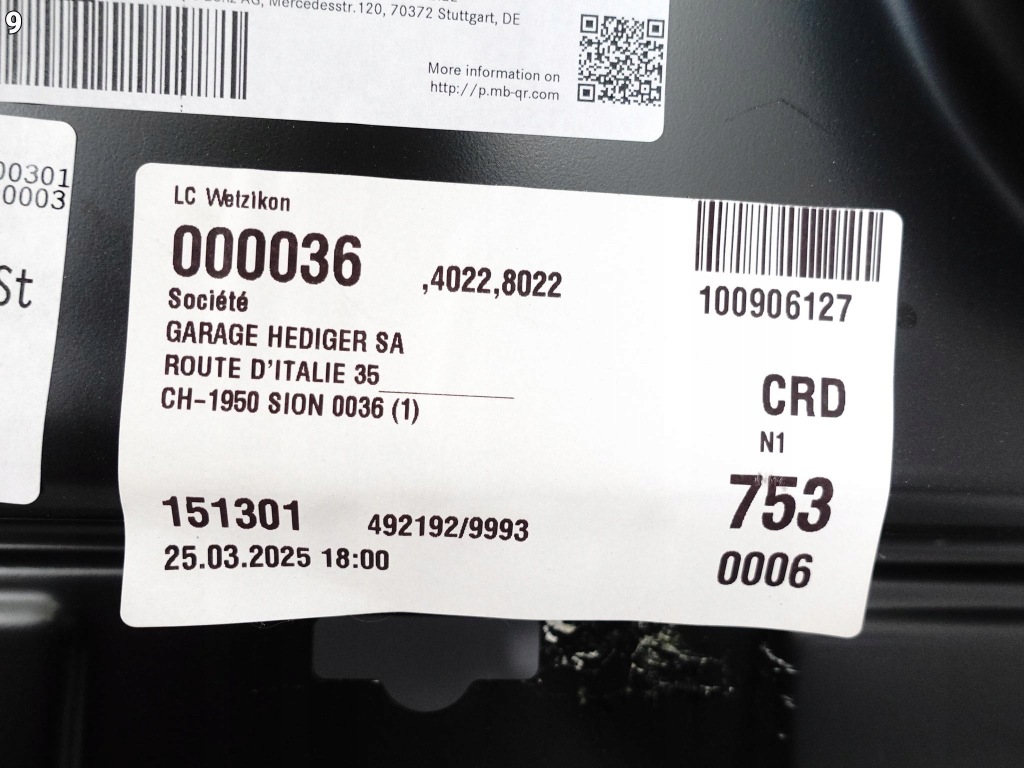 9
AG, Mercedesstr.120, 70372 Stuttgart, DE
More information on
http://p.mb-qr.com
00301
0003
St
LC Wetzikon
000036
,4022,8022
100906127
Société
GARAGE HEDIGER SA
ROUTE D'ITALIE 35
CH-1950 SION 0036 (1)
CRD
N1
151301
492192/9993
753
25.03.2025 18:00
0006